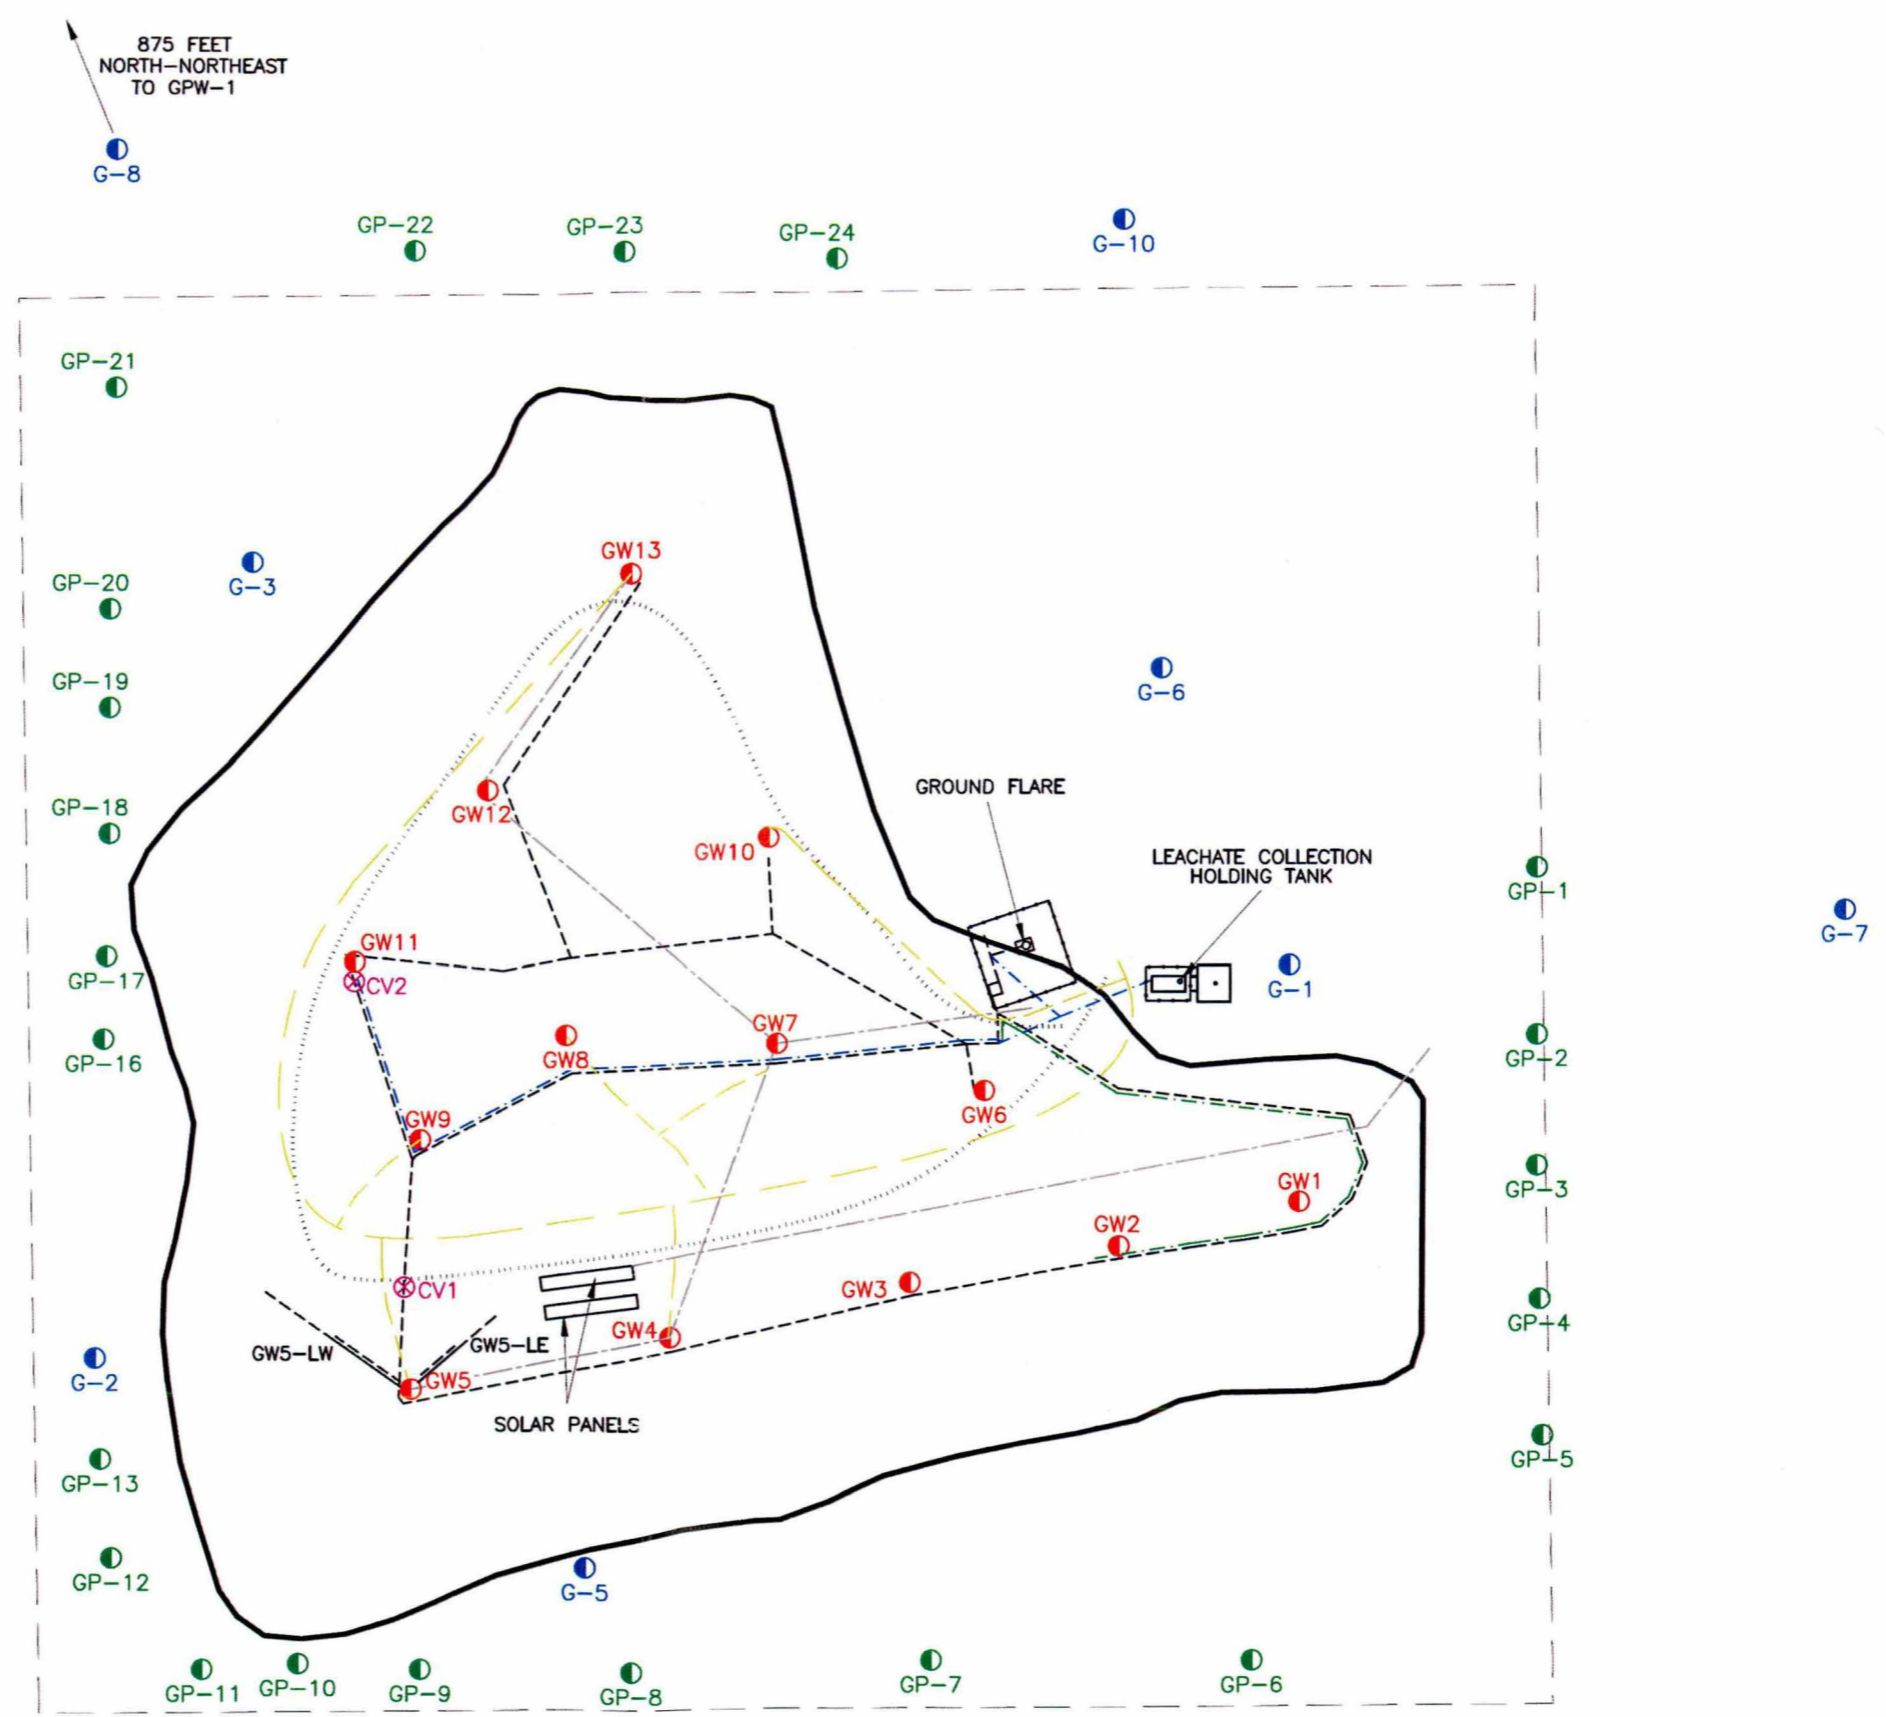 875 FEET
NORTH-NORTHEAST
TO GPW-1
G-8
GP-22
GP-23
GP-24
G-10
GP-21
GW13
GP-20
G-3
G-6
GP-19
GROUND FLARE
GP-18
GW12
GW10
LEACHATE COLLECTION
HOLDING TANK
GP-1
G-7
GW11
GP-17
CV2
G-1
GW7
GP-16
GW8
GP-2
GW9
GW6
GW1
GP-3
GW2
CV1
GW3
GP-4
GW4
GW5-LW
GW5-LE
G-2
GW5
SOLAR PANELS
GP-5
GP-13
GP-12
G-5
GP-11
GP-10
GP-9
GP-8
GP-7
GP-6